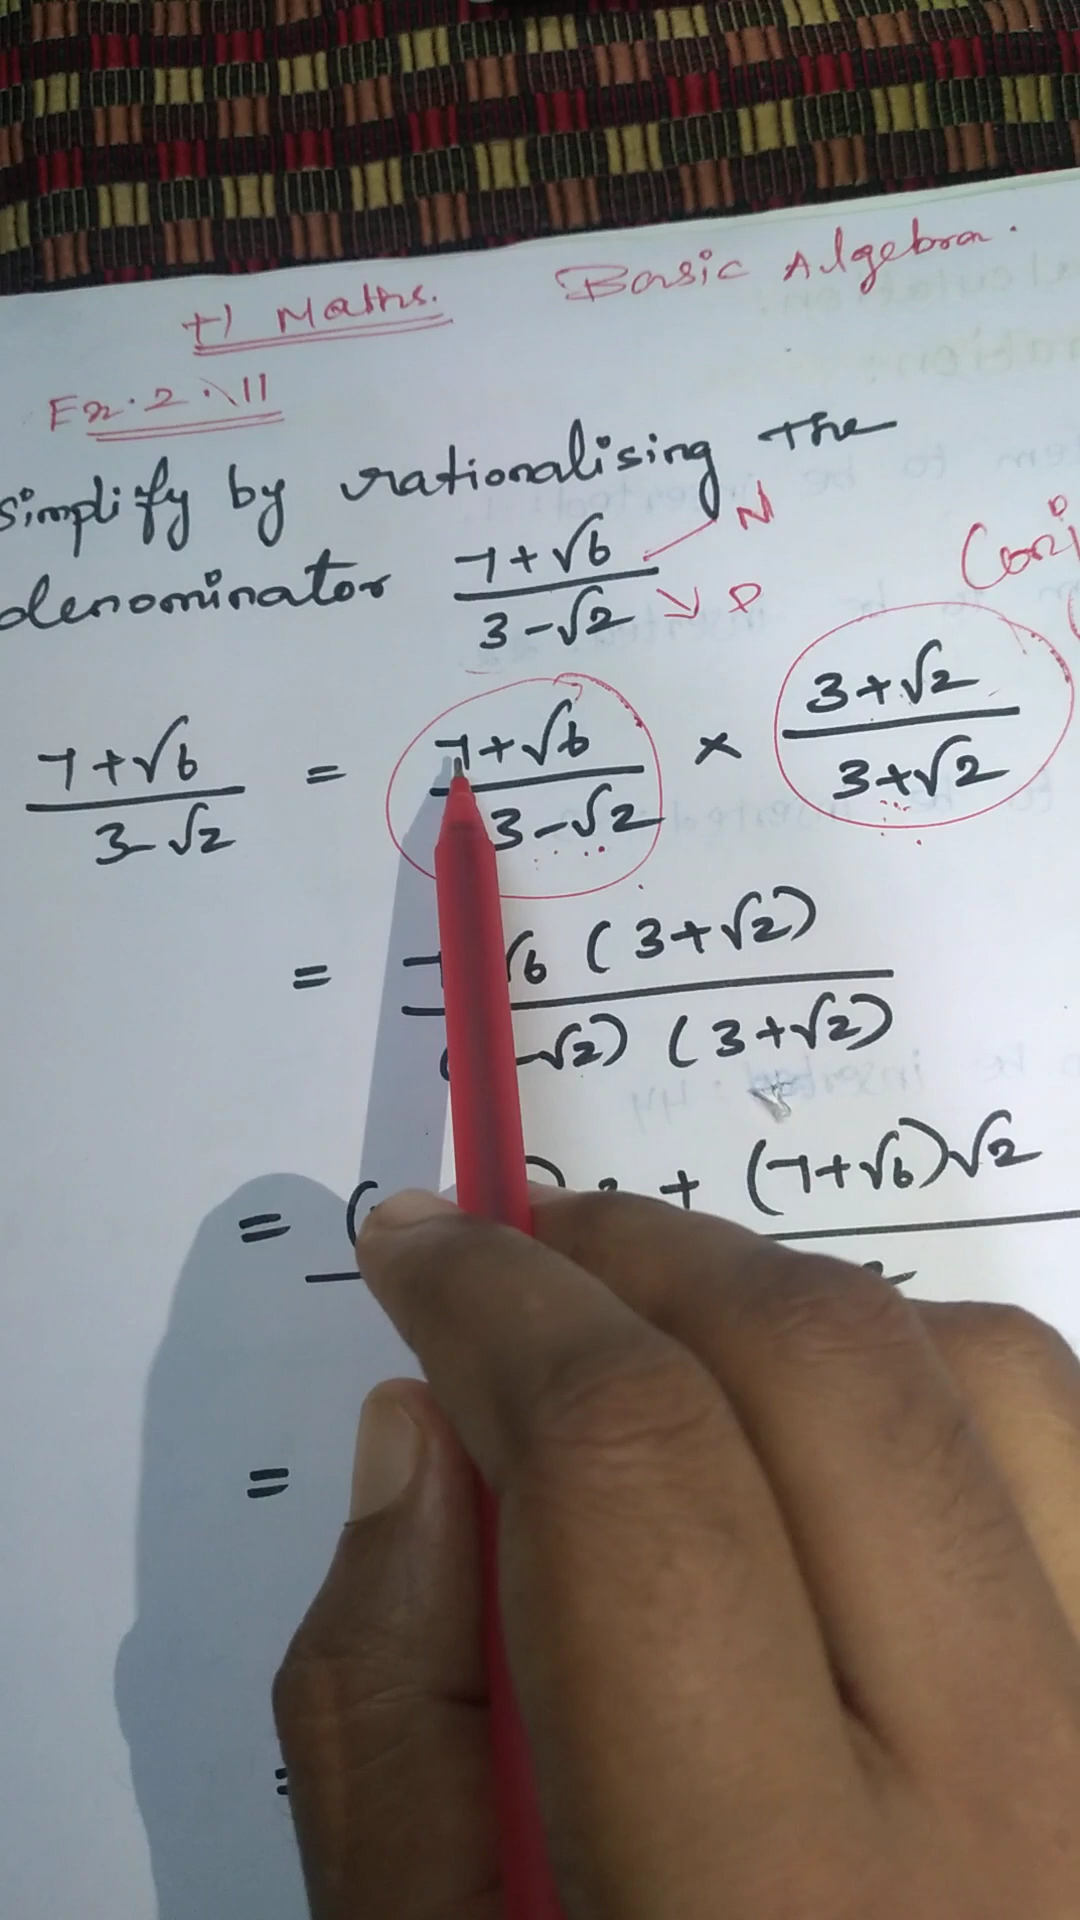 +1 Maths. Basic Algebra.
Ex. 2.11
simplify by rationalising the
denominator (7+√6)/(3-√2) N D
(7+√6)/(3-√2) = (7+√6)/(3-√2) × (3+√2)/(3+√2)
= √6 (3+√2) / √2) (3+√2)
= ( ) + (7+√6)√2
=